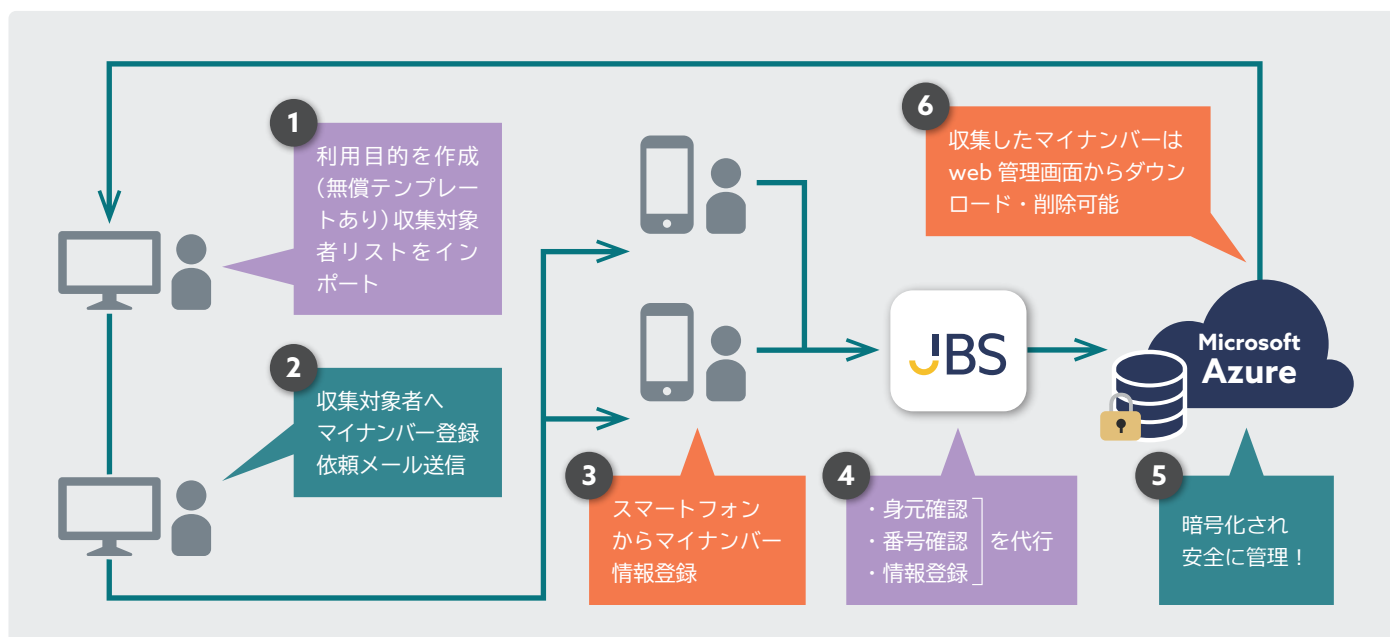 1
利用目的を作成
(無償テンプレー
トあり)収集対象
者リストをイン
ポート
2
収集対象者へ
マイナンバー登録
依頼メール送信
3
スマートフォン
からマイナンバー
情報登録
JBS
4
・身元確認
・番号確認 を代行
・情報登録
Microsoft
Azure
5
暗号化され
安全に管理!
6
収集したマイナンバーは
web 管理画面からダウン
ロード・削除可能